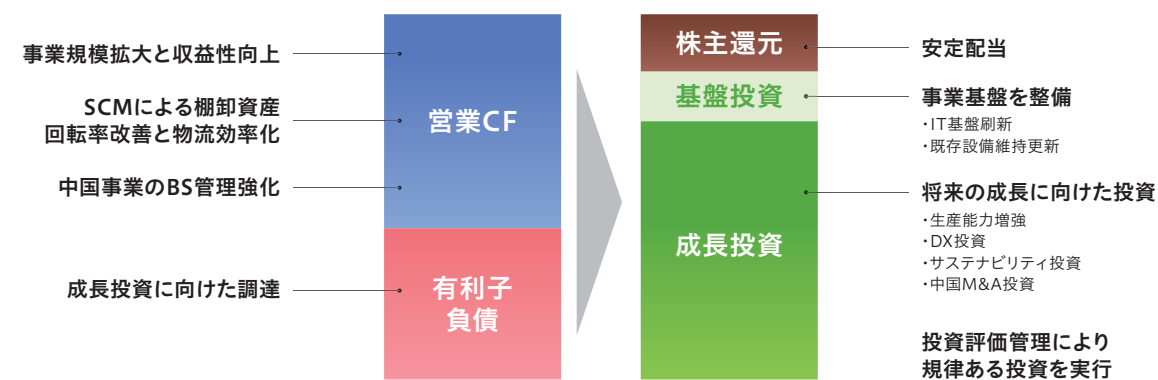 事業規模拡大と収益性向上
SCMによる棚卸資産
回転率改善と物流効率化
中国事業のBS管理強化
成長投資に向けた調達
営業CF
有利子
負債
株主還元
基盤投資
成長投資
安定配当
事業基盤を整備
・IT基盤刷新
・既存設備維持更新
将来の成長に向けた投資
・生産能力増強
・DX投資
・サステナビリティ投資
・中国M&A投資
投資評価管理により
規律ある投資を実行